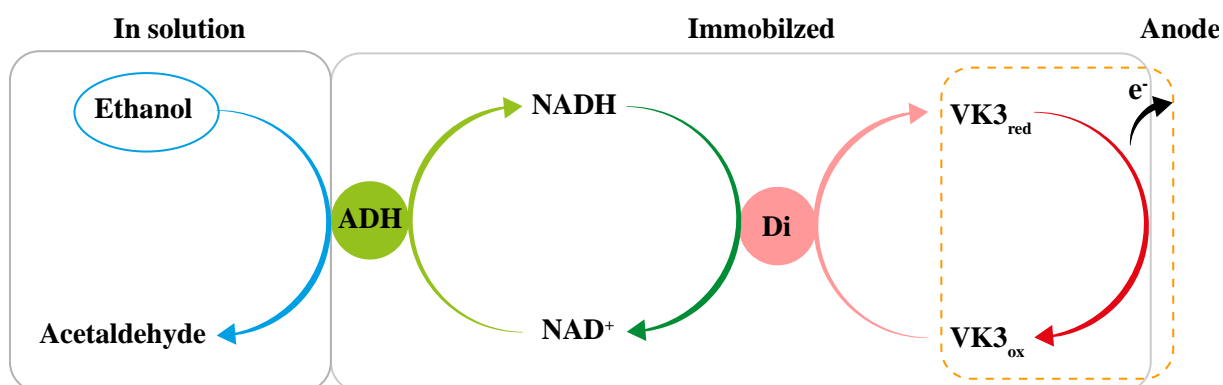 In solution
Immobilzed
Anode
Ethanol
NADH
VK3red
e-
ADH
Di
Acetaldehyde
NAD+
VK3ox